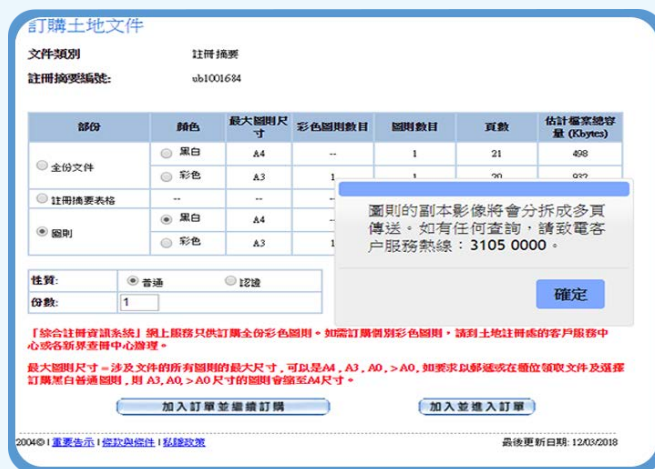 訂購土地文件
文件類別 註冊摘要
註冊摘要編號: ub1001684
部份 顏色 最大圖則尺寸 彩色圖則數目 圖則數目 頁數 估計檔案總容量 (Kbytes)
全份文件 黑白 A4 -- 1 21 498
彩色 A3 1 1 20 932
註冊摘要表格 -- --
圖則 黑白 A4 --
彩色 A3 1
圖則的副本影像將會分拆成多頁
傳送。如有任何查詢，請致電客
户服務熱線：3105 0000。
確定
性質: 普通 認證
份數: 1
「綜合註冊資訊系統」網上服務只供訂購全份彩色圖則。如需訂購個別彩色圖則，請到土地註冊處的客戶服務中
心或各新界查冊中心辦理。
最大圖則尺寸 = 涉及文件的所有圖則的最大尺寸，可以是A4 , A3 , A0 , > A0，如要求以郵遞或在櫃位領取文件及選擇
訂購黑白普通圖則，則 A3, A0, > A0 尺寸的圖則會縮至A4尺寸。
加入訂單並繼續訂購 加入並進入訂單
2004© | 重要告示 | 條款與條件 | 私隱政策 最後更新日期: 12/03/2018